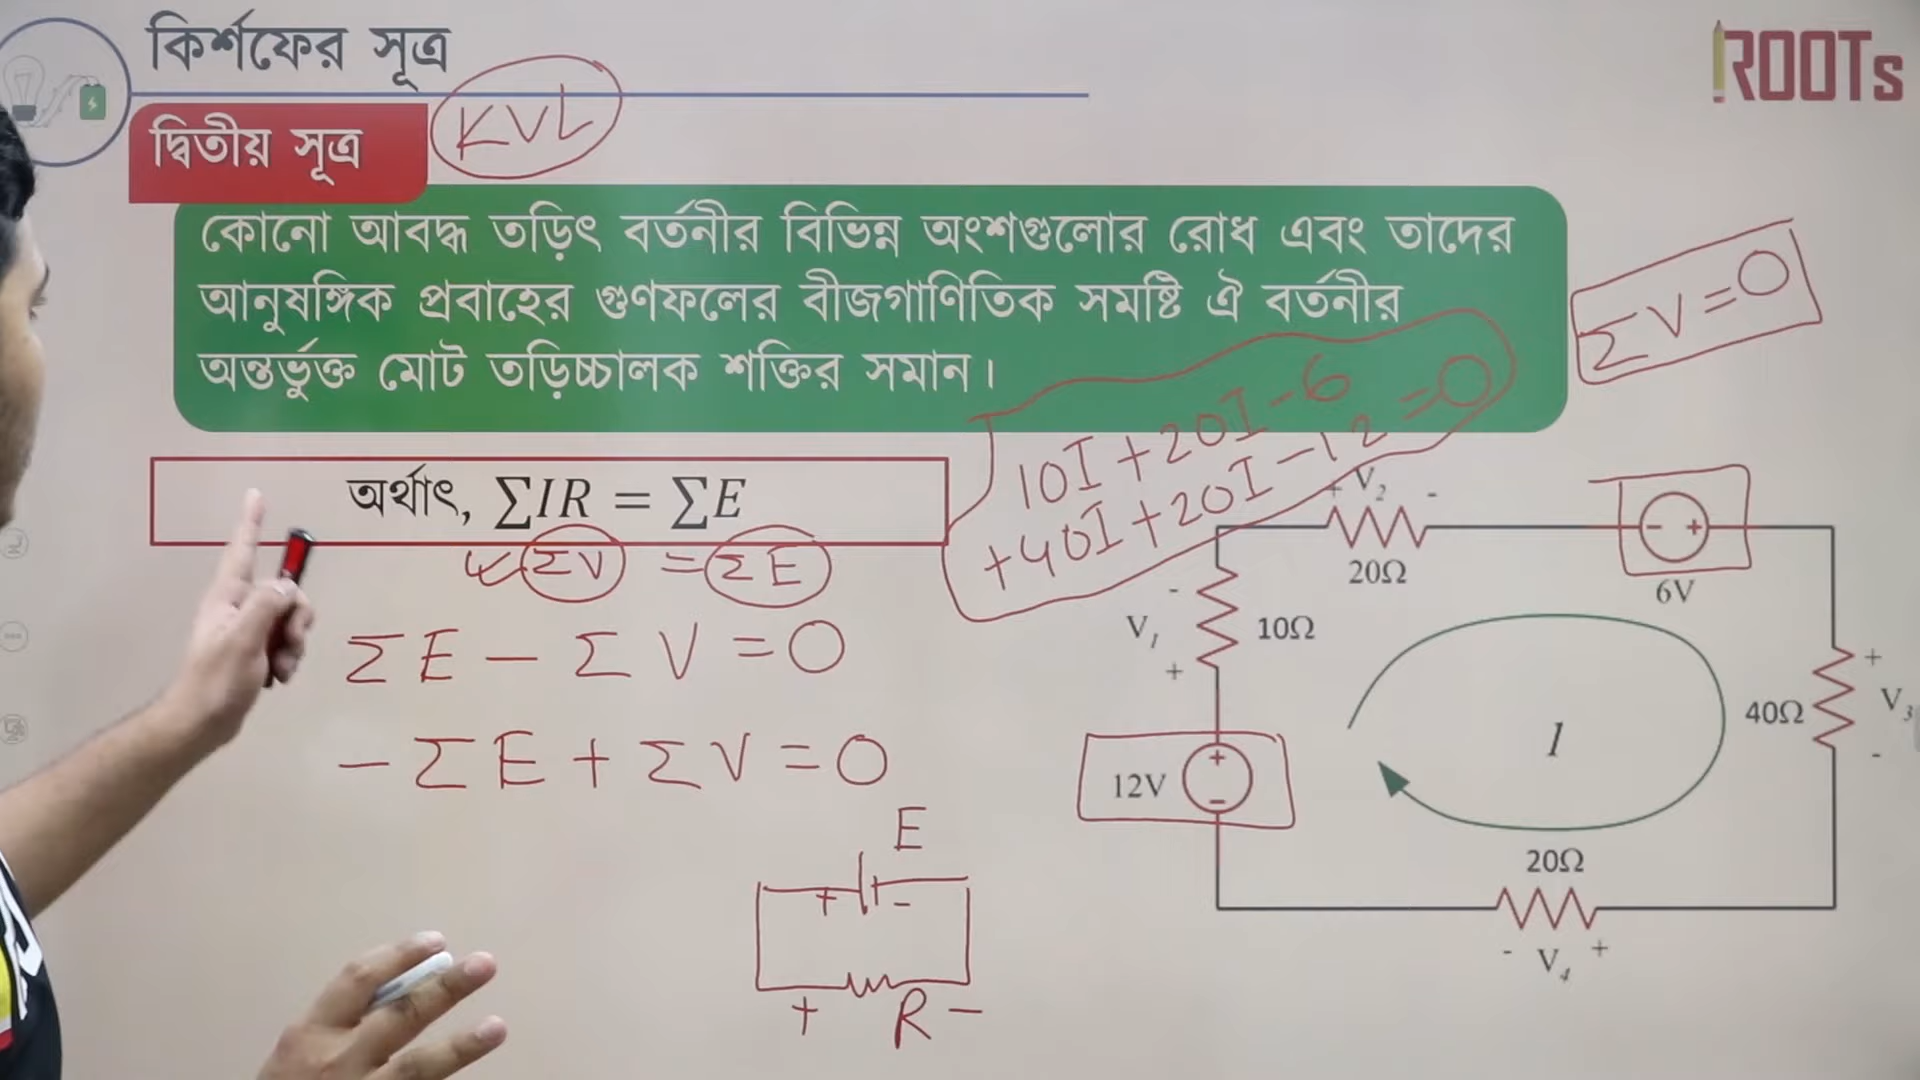 কির্শফের সূত্র
ROOTs
দ্বিতীয় সূত্র
KVL
কোনো আবদ্ধ তড়িৎ বর্তনীর বিভিন্ন অংশগুলোর রোধ এবং তাদের
আনুষঙ্গিক প্রবাহের গুণফলের বীজগাণিতিক সমষ্টি ঐ বর্তনীর
অন্তর্ভুক্ত মোট তড়িচ্চালক শক্তির সমান।
ΣV=0
অর্থাৎ, ∑IR = ∑E
10I+20I-6
+40I+20I-12=0
ΣV = ΣE
ΣE - ΣV = 0
-ΣE + ΣV = 0
E
+ -
+ R -
+ V₂ -
20Ω
- +
6V
-
V₁
+
10Ω
+
V₃
-
40Ω
12V
+
-
I
20Ω
- V₄ +